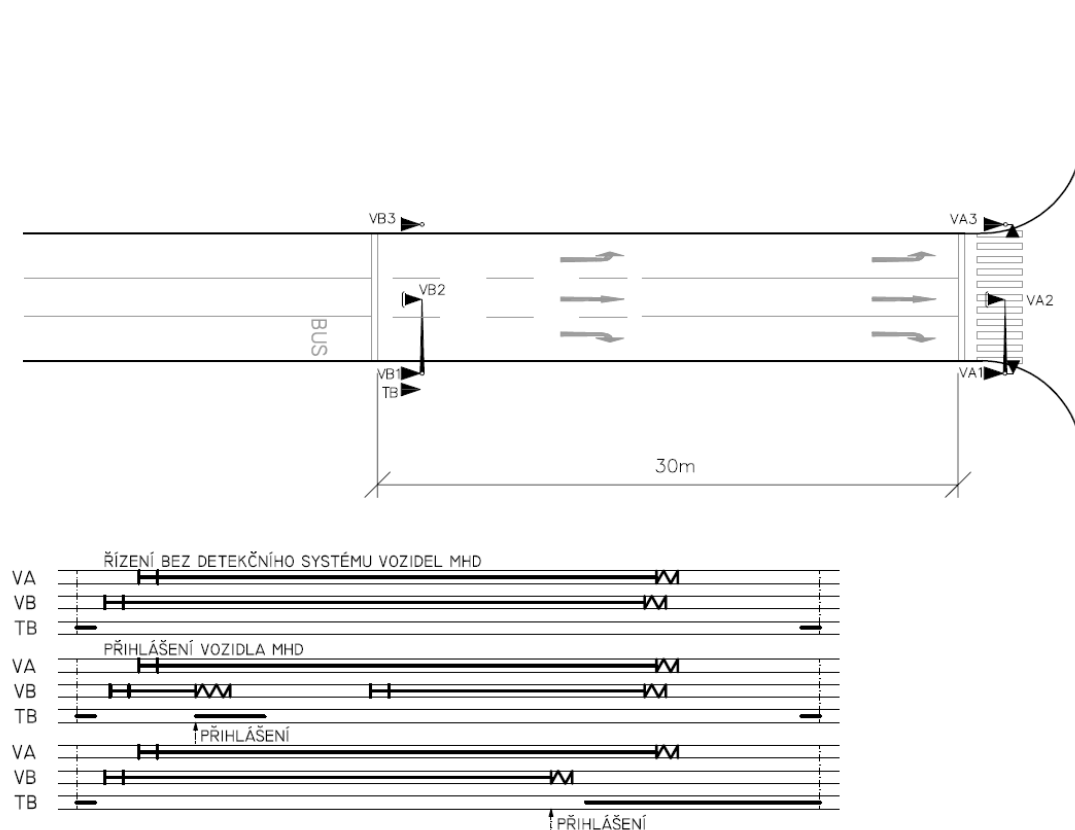 VB3
VA3
VB2
VA2
BUS
VB1
VA1
TB
30m
ŘÍZENÍ BEZ DETEKČNÍHO SYSTÉMU VOZIDEL MHD
VA
VB
TB
PŘIHLÁŠENÍ VOZIDLA MHD
VA
VB
TB
PŘIHLÁŠENÍ
VA
VB
TB
PŘIHLÁŠENÍ